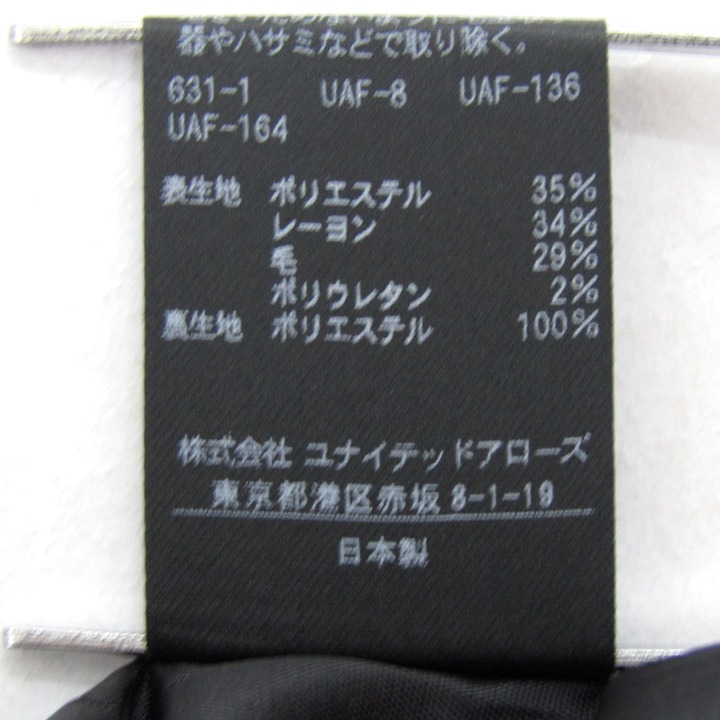 器やハサミなどで取り除く。
631-1 UAF-8 UAF-136
UAF-164
表生地 ポリエステル 35%
レーヨン 34%
毛 29%
ポリウレタン 2%
裏生地 ポリエステル 100%
株式会社 ユナイテッドアローズ
東京都港区赤坂 8-1-19
日本製